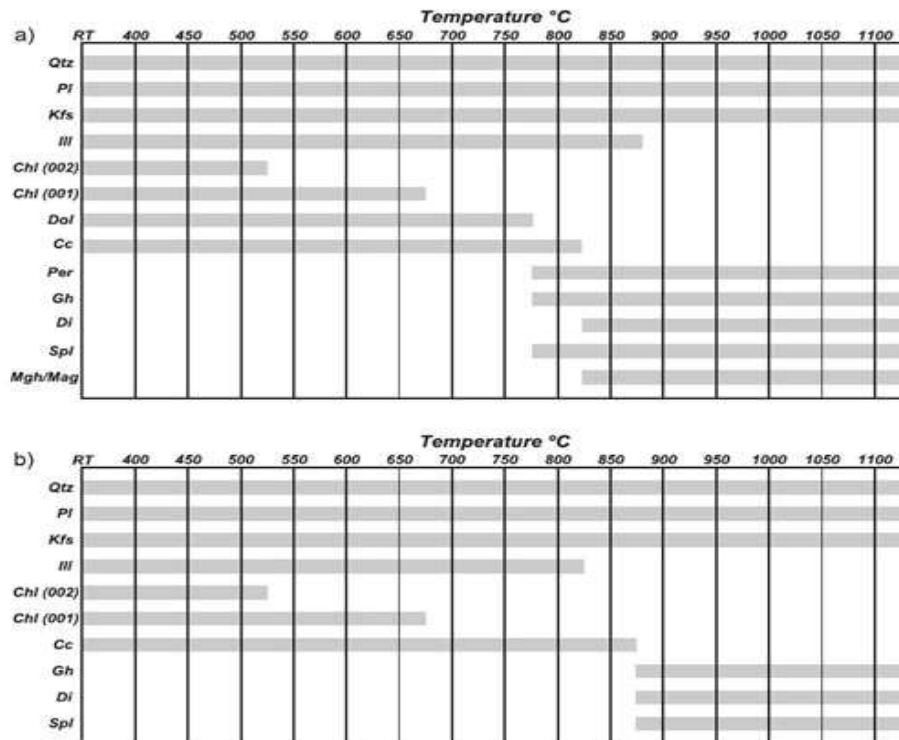 Temperature °C
a)
RT 400 450 500 550 600 650 700 750 800 850 900 950 1000 1050 1100
Qtz
Pl
Kfs
Ill
Chl (002)
Chl (001)
Dol
Cc
Per
Gh
Di
Spl
Mgh/Mag
Temperature °C
b)
RT 400 450 500 550 600 650 700 750 800 850 900 950 1000 1050 1100
Qtz
Pl
Kfs
Ill
Chl (002)
Chl (001)
Cc
Gh
Di
Spl